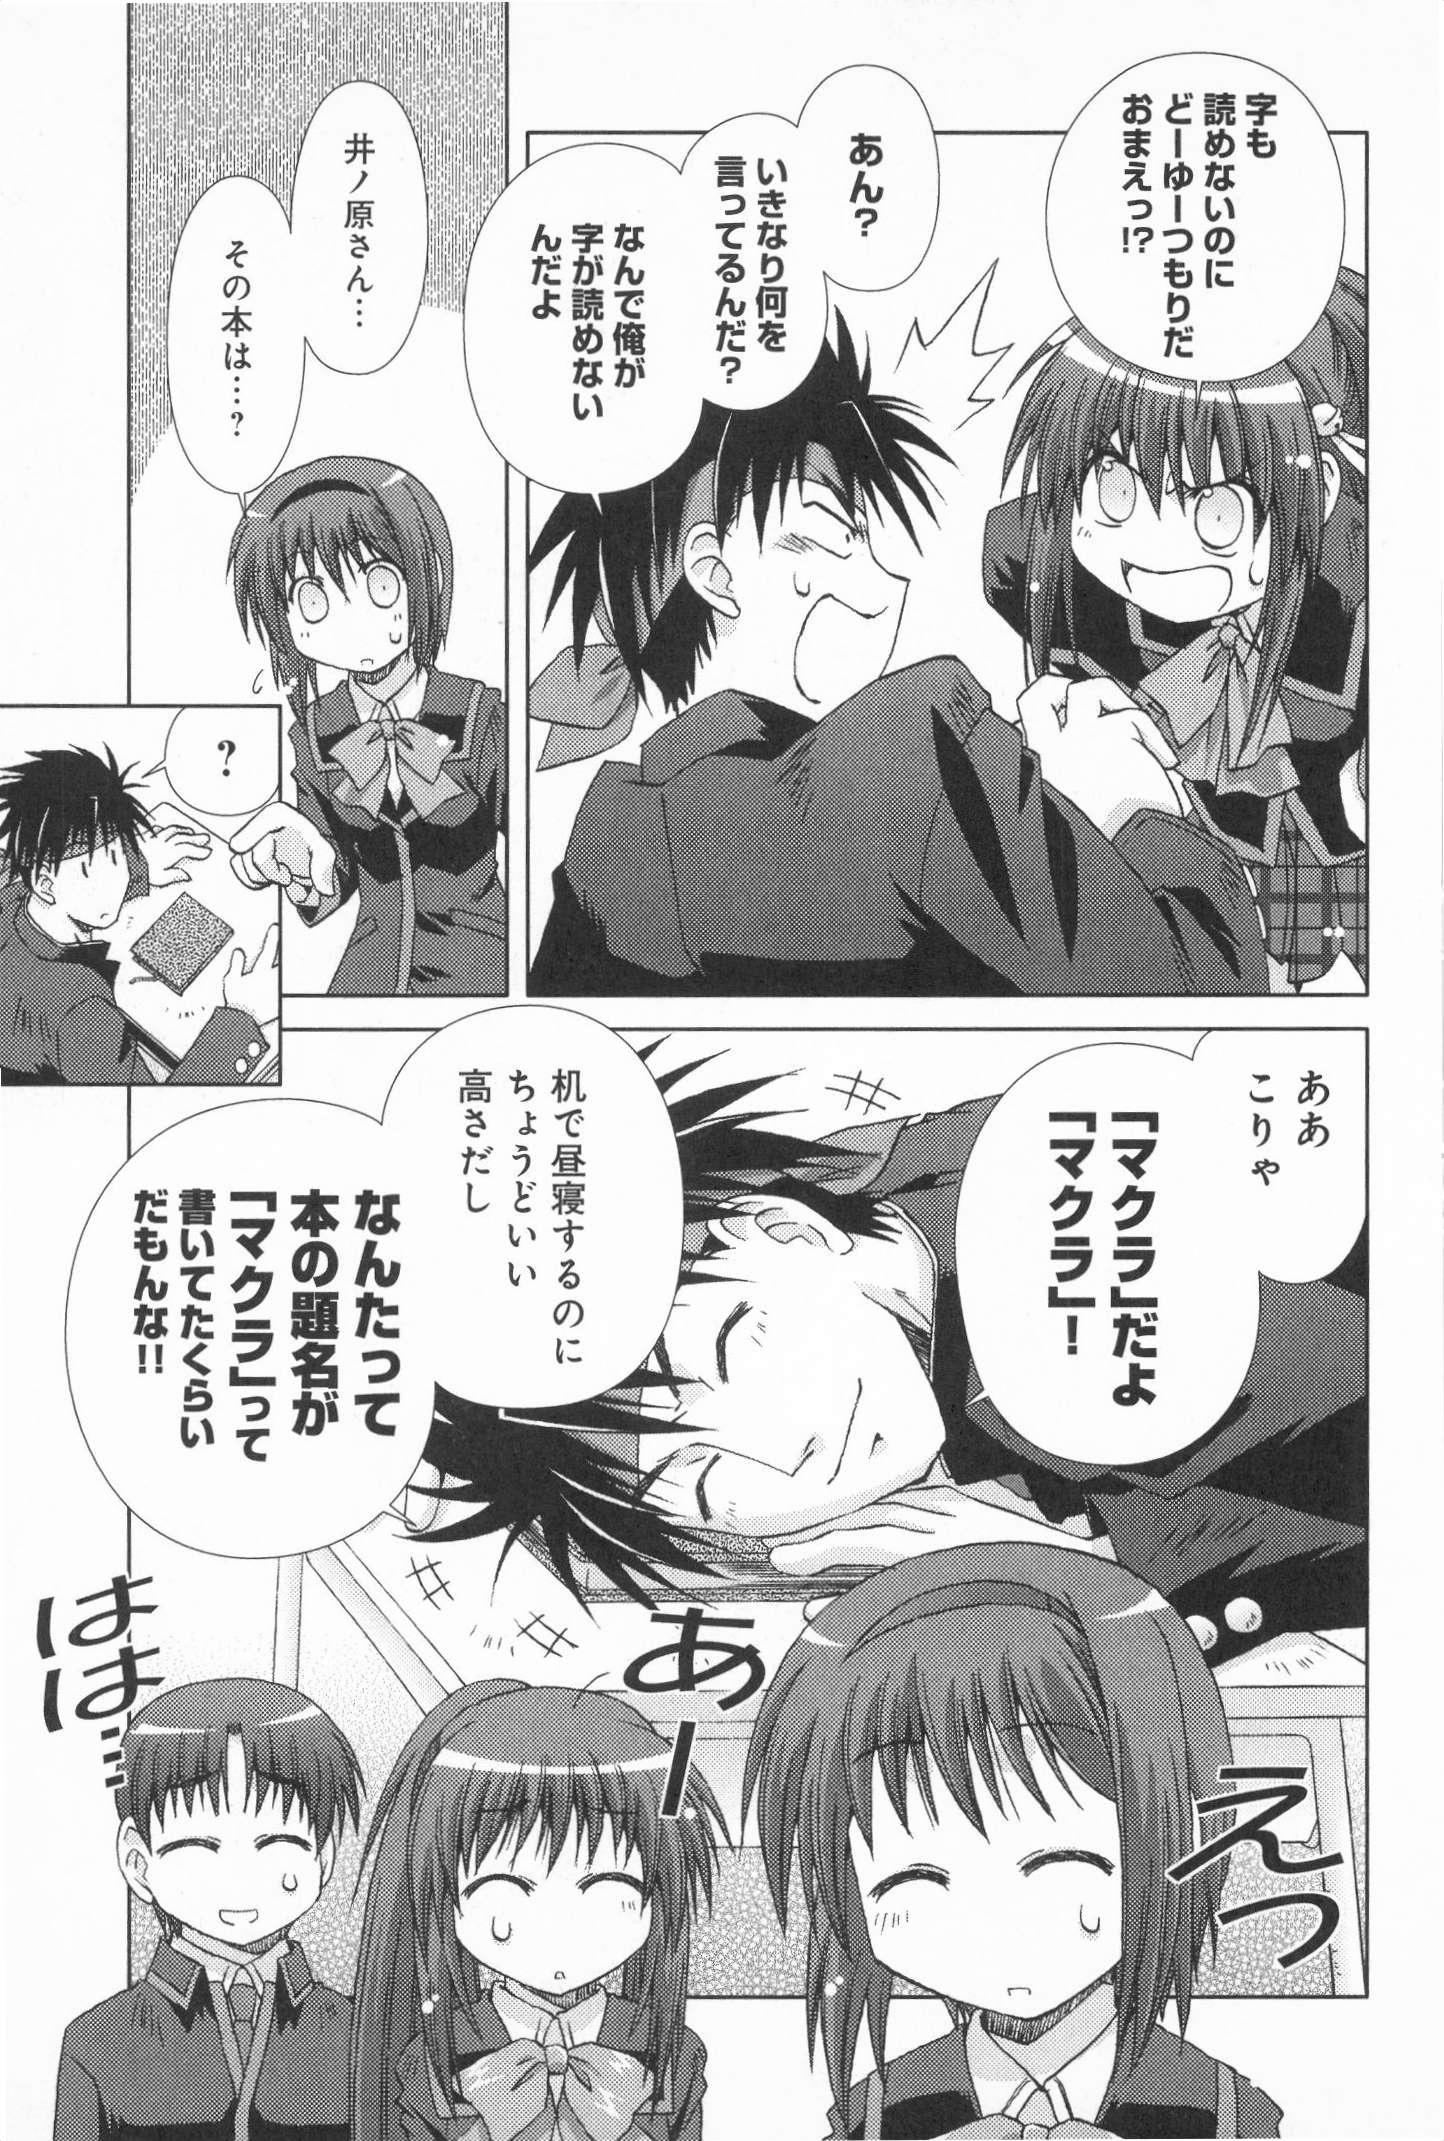 字も
読めないのに
どーゆーつもりだ
おまえっ!?
あん？
いきなり何を
言ってるんだ？
なんで俺が
字が読めない
んだよ
井ノ原さん…
その本は…？
？
ああ
こりゃ
「マクラ」だよ
「マクラ」！
机で昼寝するのに
ちょうどいい
高さだし
なんたって
本の題名が
「マクラ」って
書いてたくらい
だもんな!!
えっ
あー
はは…